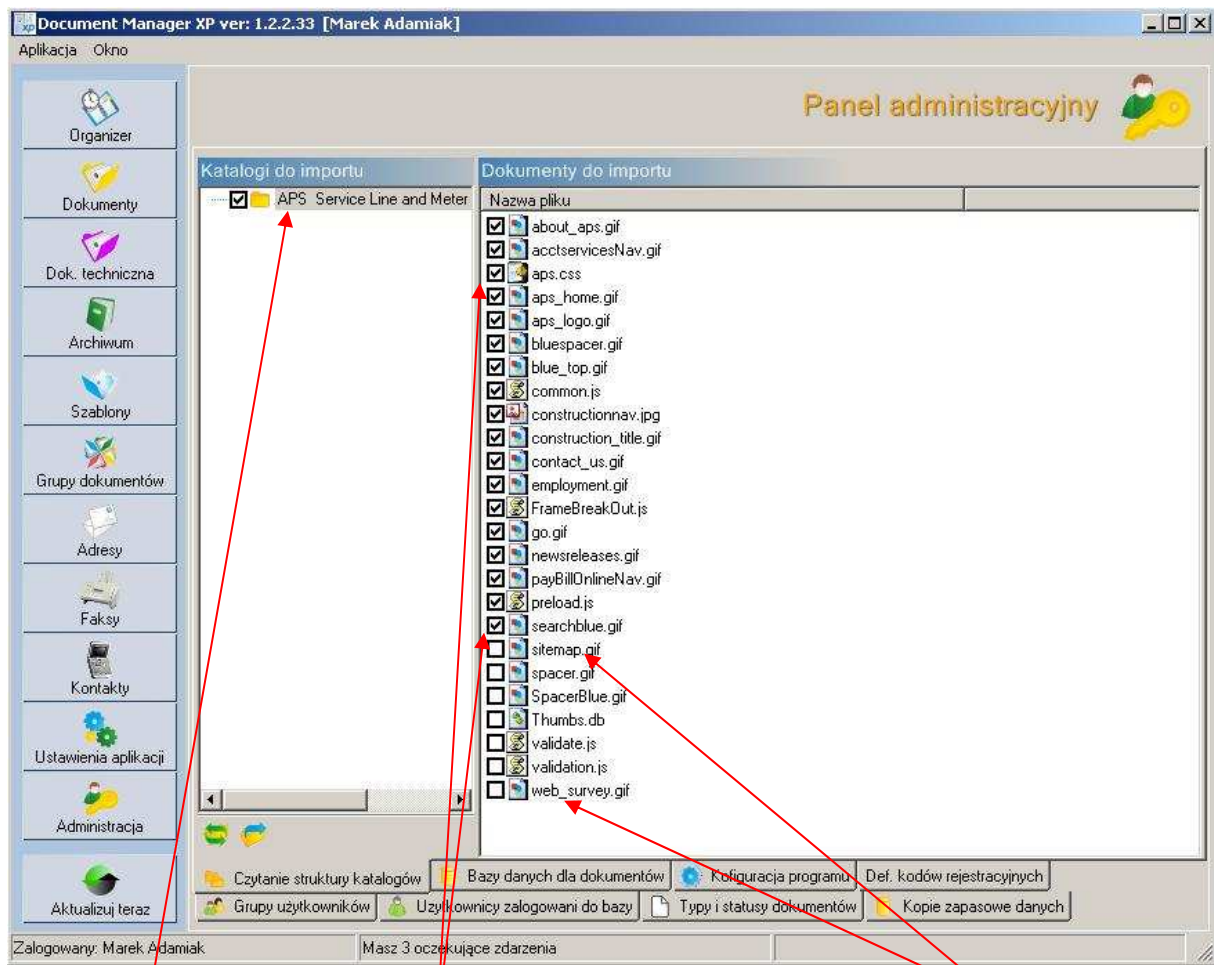 Document Manager XP ver: 1.2.2.33 [Marek Adamiak]
Aplikacja Okno
Panel administracyjny
Organizer
Dokumenty
Dok. techniczna
Archiwum
Szablony
Grupy dokumentów
Adresy
Faksy
Kontakty
Ustawienia aplikacji
Administracja
Aktualizuj teraz
Katalogi do importu
APS Service Line and Meter
Dokumenty do importu
Nazwa pliku
about_aps.gif
acctservicesNav.gif
aps.css
aps_home.gif
aps_logo.gif
bluespacer.gif
blue_top.gif
common.js
constructionnav.jpg
construction_title.gif
contact_us.gif
employment.gif
FrameBreakOut.js
go.gif
newsreleases.gif
payBillOnlineNav.gif
preload.js
searchblue.gif
sitemap.gif
spacer.gif
SpacerBlue.gif
Thumbs.db
validate.js
validation.js
web_survey.gif
Czytanie struktury katalogów Bazy danych dla dokumentów Kofiguracja programu Def. kodów rejestracyjnych
Grupy użytkowników Uzytkownicy zalogowani do bazy Typy i statusy dokumentów Kopie zapasowe danych
Zalogowany: Marek Adamiak Masz 3 oczekujące zdarzenia